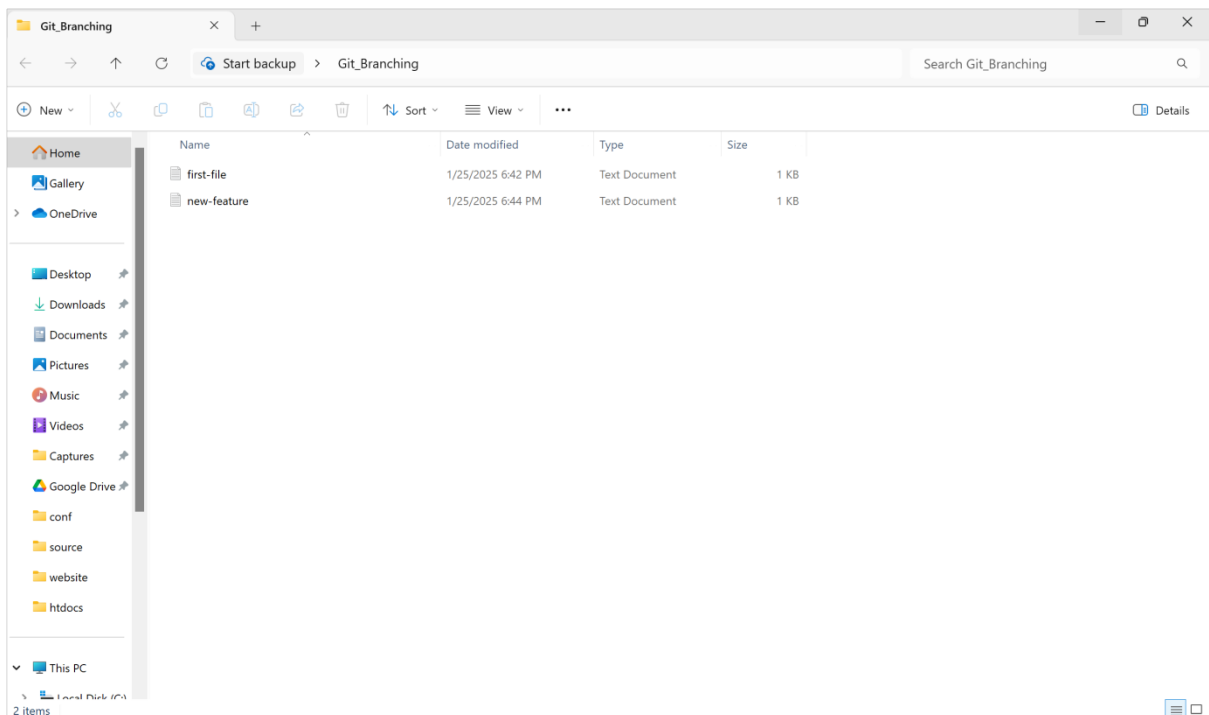 Git_Branching
Start backup > Git_Branching
Search Git_Branching
New
Sort
View
Details
Name Date modified Type Size
first-file 1/25/2025 6:42 PM Text Document 1 KB
new-feature 1/25/2025 6:44 PM Text Document 1 KB
Home
Gallery
OneDrive
Desktop
Downloads
Documents
Pictures
Music
Videos
Captures
Google Drive
conf
source
website
htdocs
This PC
Local Disk (C:)
2 items